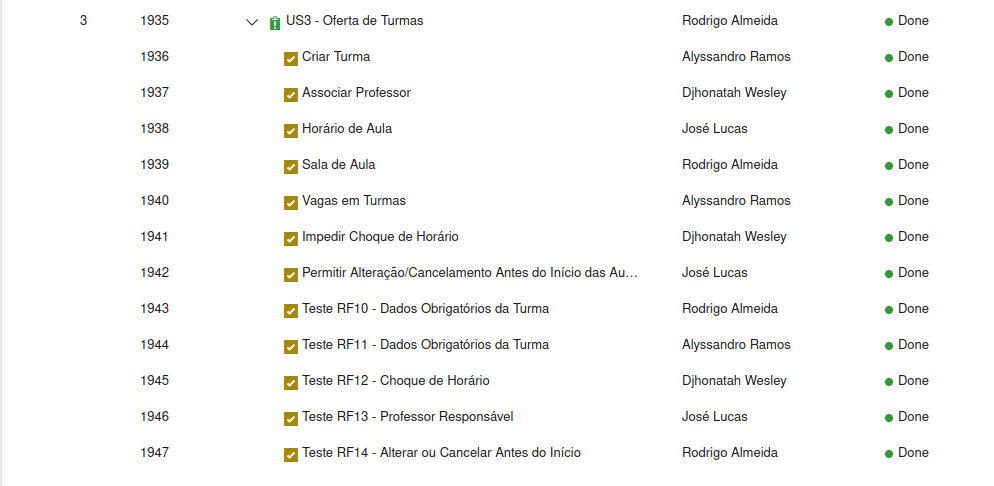 3 1935 US3 - Oferta de Turmas Rodrigo Almeida Done
1936 Criar Turma Alyssandro Ramos Done
1937 Associar Professor Djhonatah Wesley Done
1938 Horário de Aula José Lucas Done
1939 Sala de Aula Rodrigo Almeida Done
1940 Vagas em Turmas Alyssandro Ramos Done
1941 Impedir Choque de Horário Djhonatah Wesley Done
1942 Permitir Alteração/Cancelamento Antes do Início das Au... José Lucas Done
1943 Teste RF10 - Dados Obrigatórios da Turma Rodrigo Almeida Done
1944 Teste RF11 - Dados Obrigatórios da Turma Alyssandro Ramos Done
1945 Teste RF12 - Choque de Horário Djhonatah Wesley Done
1946 Teste RF13 - Professor Responsável José Lucas Done
1947 Teste RF14 - Alterar ou Cancelar Antes do Início Rodrigo Almeida Done